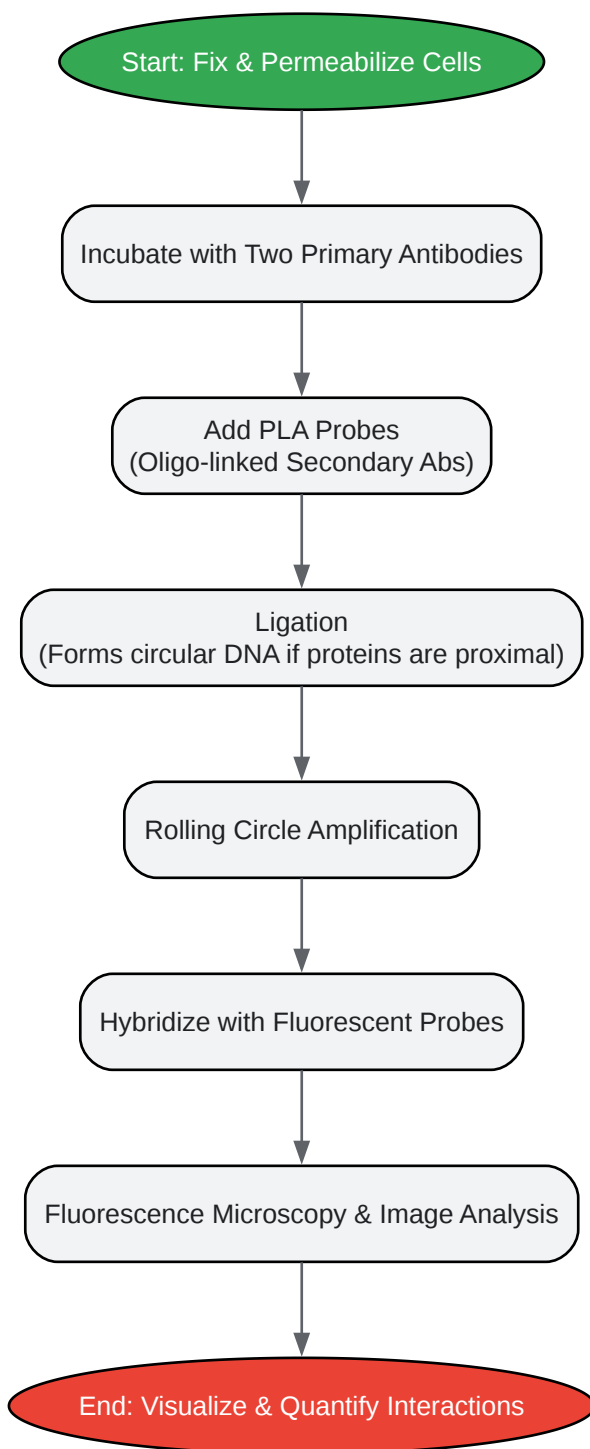 Start: Fix & Permeabilize Cells
Incubate with Two Primary Antibodies
Add PLA Probes
(Oligo-linked Secondary Abs)
Ligation
(Forms circular DNA if proteins are proximal)
Rolling Circle Amplification
Hybridize with Fluorescent Probes
Fluorescence Microscopy & Image Analysis
End: Visualize & Quantify Interactions